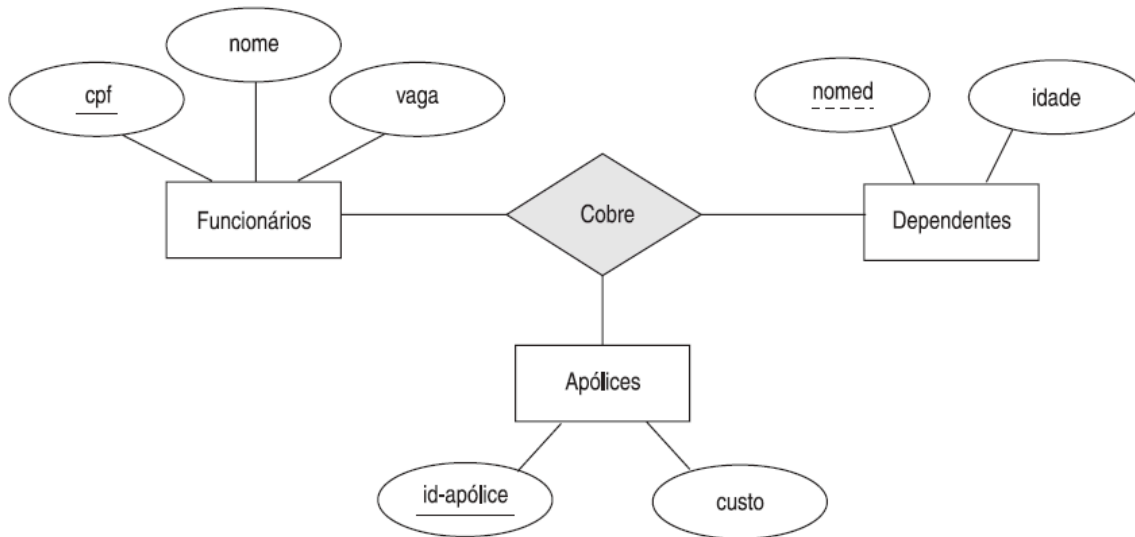 nome
cpf
vaga
nomed
idade
Funcionários
Cobre
Dependentes
Apólices
id-apólice
custo